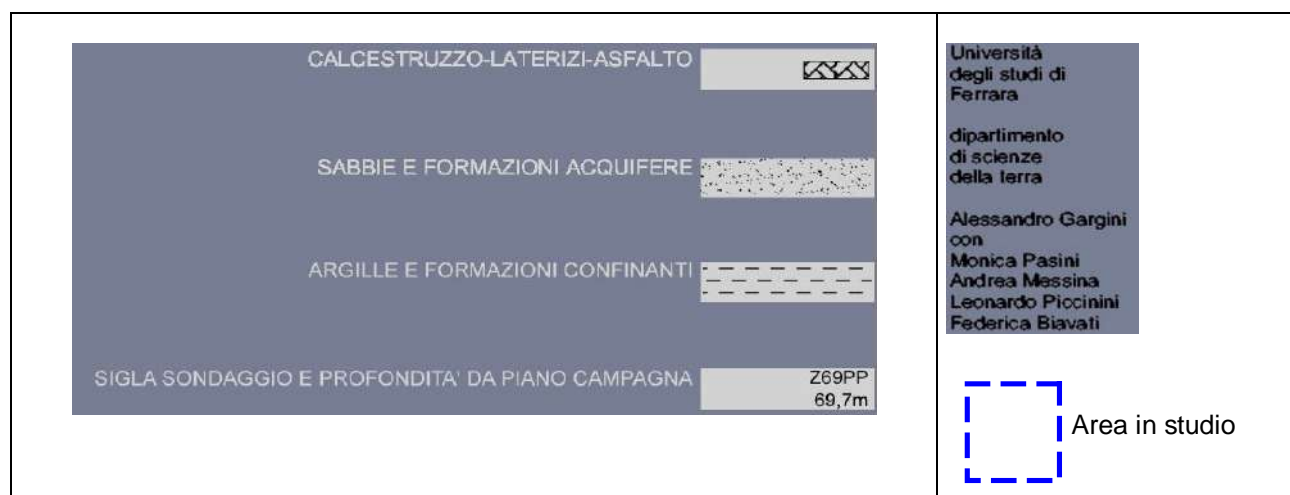 CALCESTRUZZO-LATERIZI-ASFALTO
SABBIE E FORMAZIONI ACQUIFERE
ARGILLE E FORMAZIONI CONFINANTI
SIGLA SONDAGGIO E PROFONDITA' DA PIANO CAMPAGNA
Z69PP
69,7m
Università
degli studi di
Ferrara
dipartimento
di scienze
della terra
Alessandro Gargini
con
Monica Pasini
Andrea Messina
Leonardo Piccinini
Federica Biavati
Area in studio